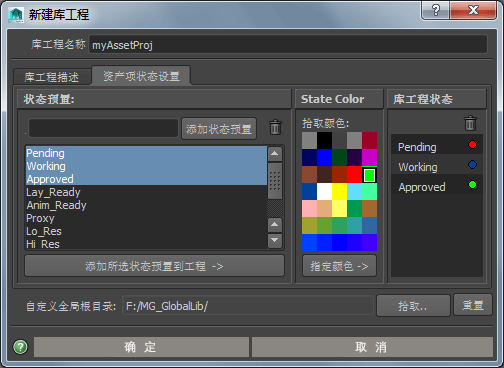 新建库工程
库工程名称 myAssetProj
库工程描述 资产项状态设置
状态预置:
添加状态预置
Pending
Working
Approved
Lay_Ready
Anim_Ready
Proxy
Lo_Res
Hi_Res
添加所选状态预置到工程 ->
State Color
拾取颜色:
指定颜色 ->
库工程状态
Pending
Working
Approved
自定义全局根目录: F:/MG_GlobalLib/ 拾取.. 重置
确 定 取 消